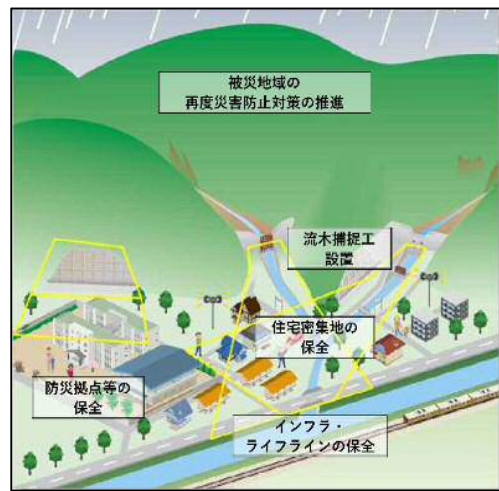 被災地域の
再度災害防止対策の推進
流木捕捉工
設置
住宅密集地の
保全
防災拠点等の
保全
インフラ・
ライフラインの保全